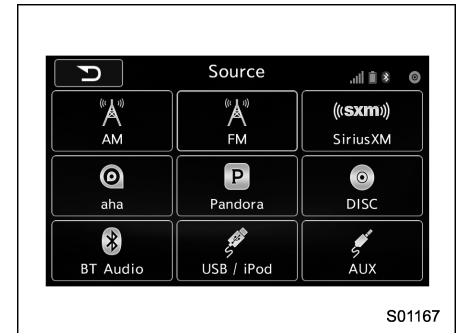 Source
AM
FM
((sxm))
SiriusXM
aha
P
Pandora
DISC
BT Audio
USB / iPod
AUX
S01167